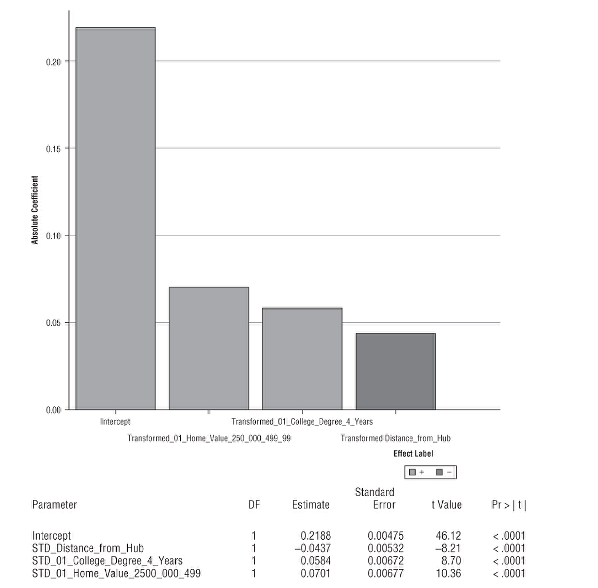 0.20
0.15
0.10
0.05
0.00
Absolute Coefficient
Intercept Transformed_01_College_Degree_4_Years
Transformed_01_Home_Value_250_000_499_99 Transformed Distance_from_Hub
Effect Label
+ −
Parameter DF Estimate Standard Error t Value Pr > | t |
Intercept 1 0.2188 0.00475 46.12 < .0001
STD_Distance_from_Hub 1 −0.0437 0.00532 −8.21 < .0001
STD_01_College_Degree_4_Years 1 0.0584 0.00672 8.70 < .0001
STD_01_Home_Value_2500_000_499 1 0.0701 0.00677 10.36 < .0001